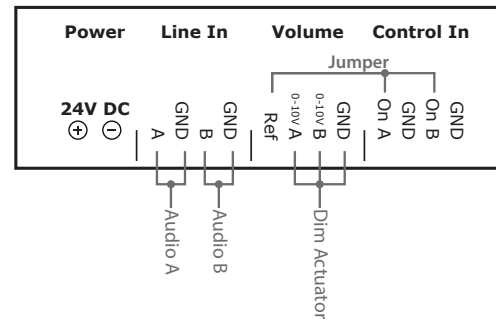 Power Line In Volume Control In
Jumper
24V DC
+ −
A
GND
B
GND
Ref
0-10V A
0-10V B
GND
On A
GND
On B
GND
Audio A
Audio B
Dim Actuator